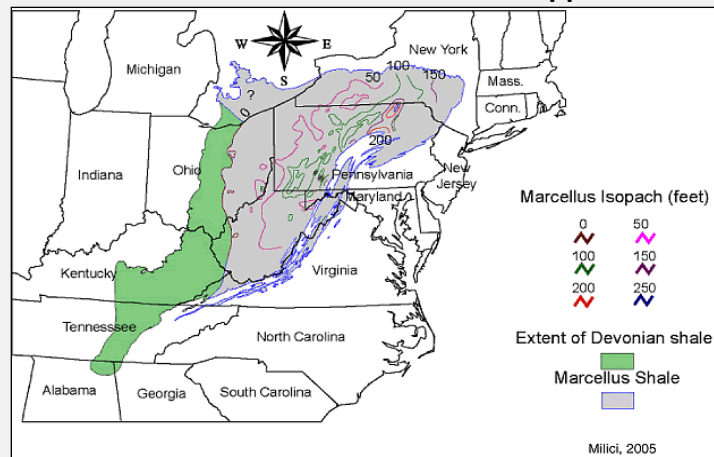 W E
S
New York
Michigan
100
50 150
Mass.
?
0
Conn.
200
Ohio
Pennsylvania
Indiana
New
Jersey
Maryland
Marcellus Isopach (feet)
0 50
100 150
200 250
Kentucky
Virginia
Tennesssee
North Carolina
Extent of Devonian shale
Marcellus Shale
Alabama
Georgia
South Carolina
Milici, 2005